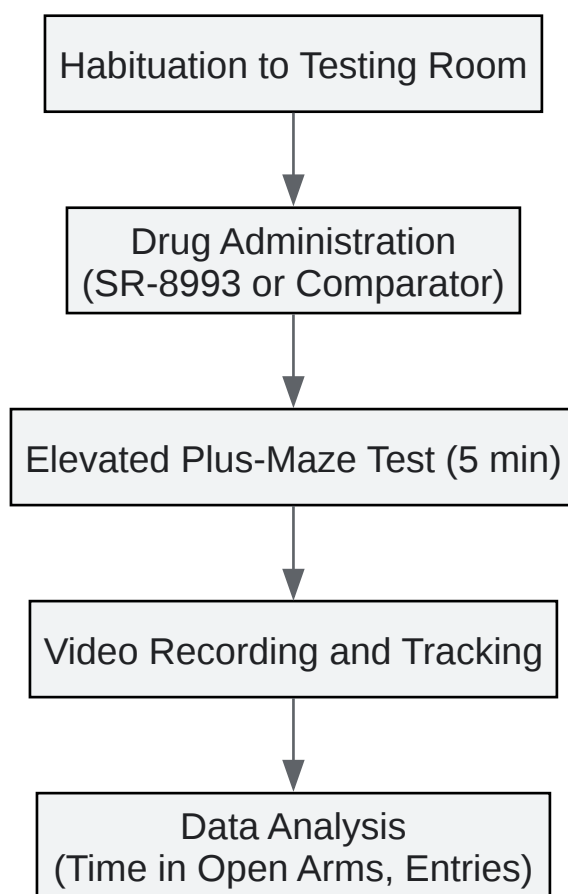 Habituation to Testing Room
Drug Administration
(SR-8993 or Comparator)
Elevated Plus-Maze Test (5 min)
Video Recording and Tracking
Data Analysis
(Time in Open Arms, Entries)